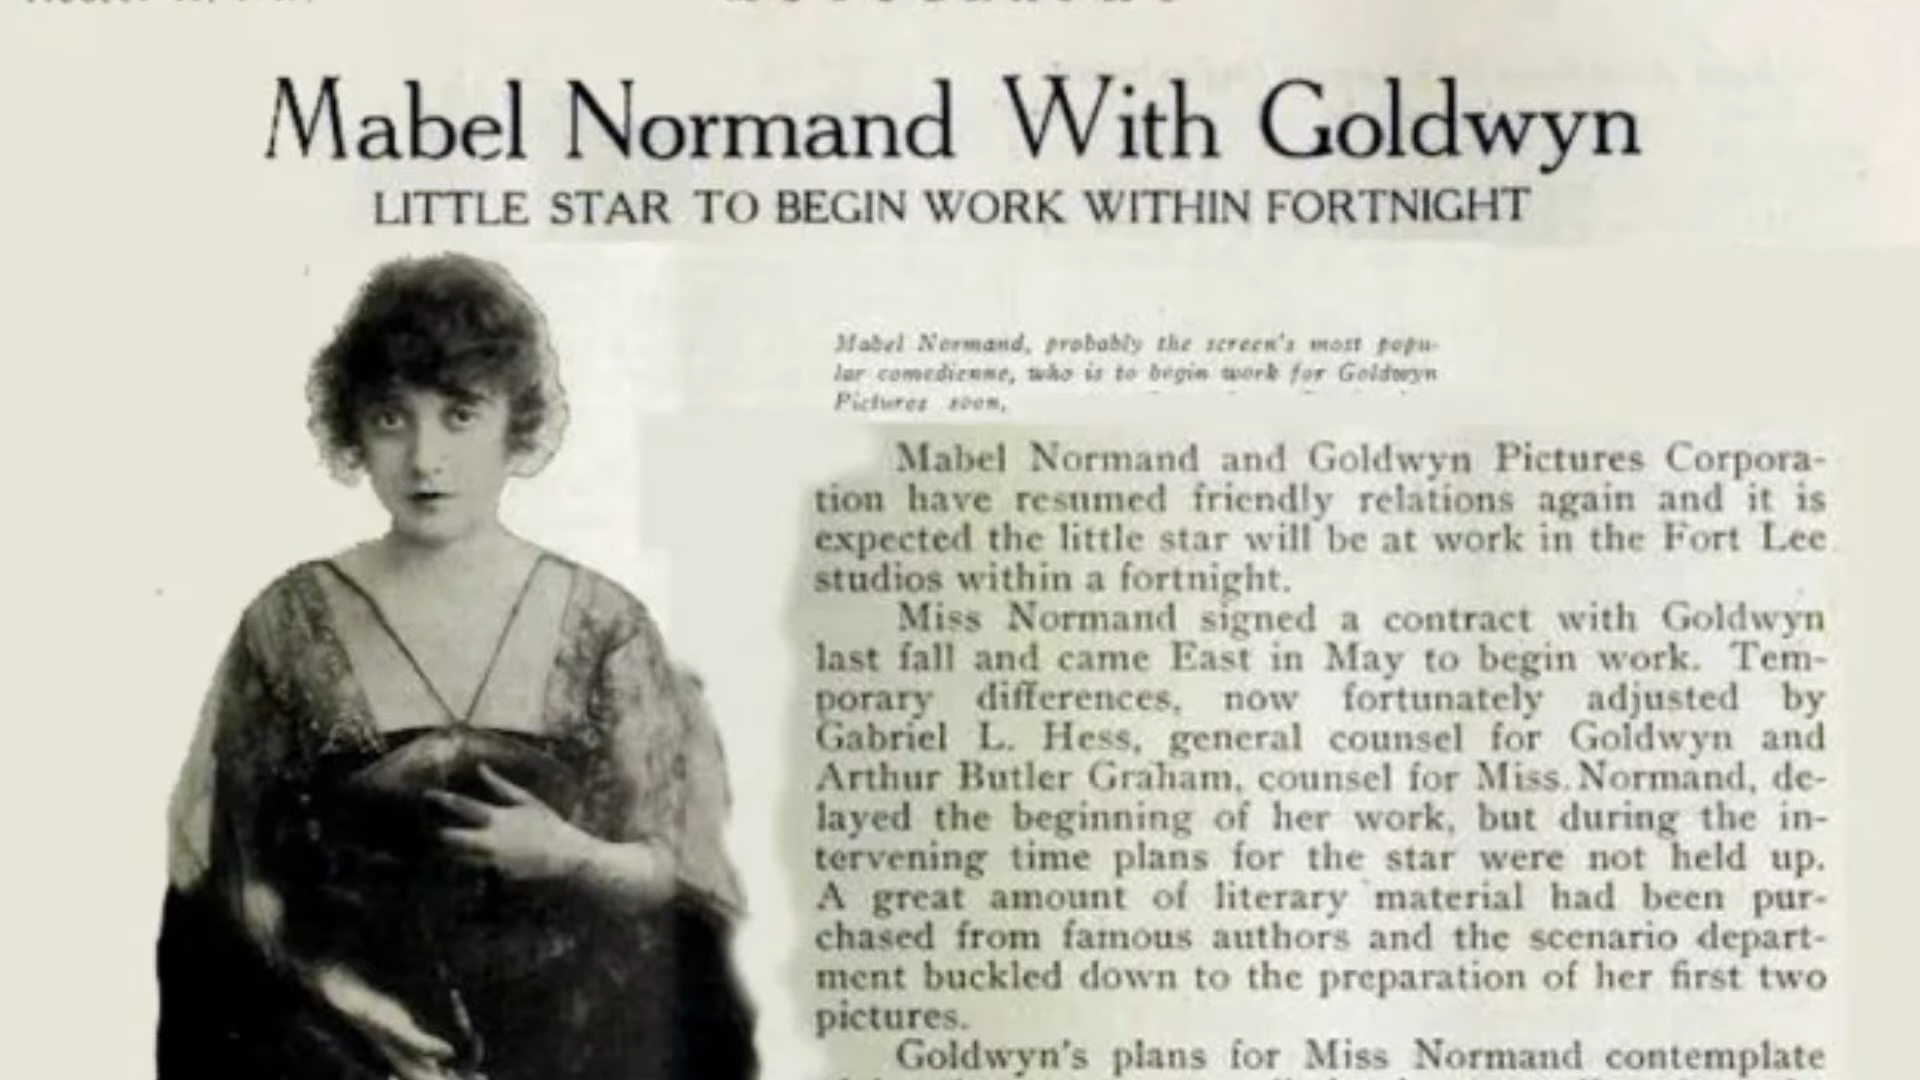 Mabel Normand With Goldwyn
LITTLE STAR TO BEGIN WORK WITHIN FORTNIGHT
Mabel Normand, probably the screen's most popu-
lar comedienne, who is to begin work for Goldwyn
Pictures soon,
Mabel Normand and Goldwyn Pictures Corpora-
tion have resumed friendly relations again and it is
expected the little star will be at work in the Fort Lee
studios within a fortnight.
Miss Normand signed a contract with Goldwyn
last fall and came East in May to begin work. Tem-
porary differences, now fortunately adjusted by
Gabriel L. Hess, general counsel for Goldwyn and
Arthur Butler Graham, counsel for Miss Normand, de-
layed the beginning of her work, but during the in-
tervening time plans for the star were not held up.
A great amount of literary material had been pur-
chased from famous authors and the scenario depart-
ment buckled down to the preparation of her first two
pictures.
Goldwyn's plans for Miss Normand contemplate